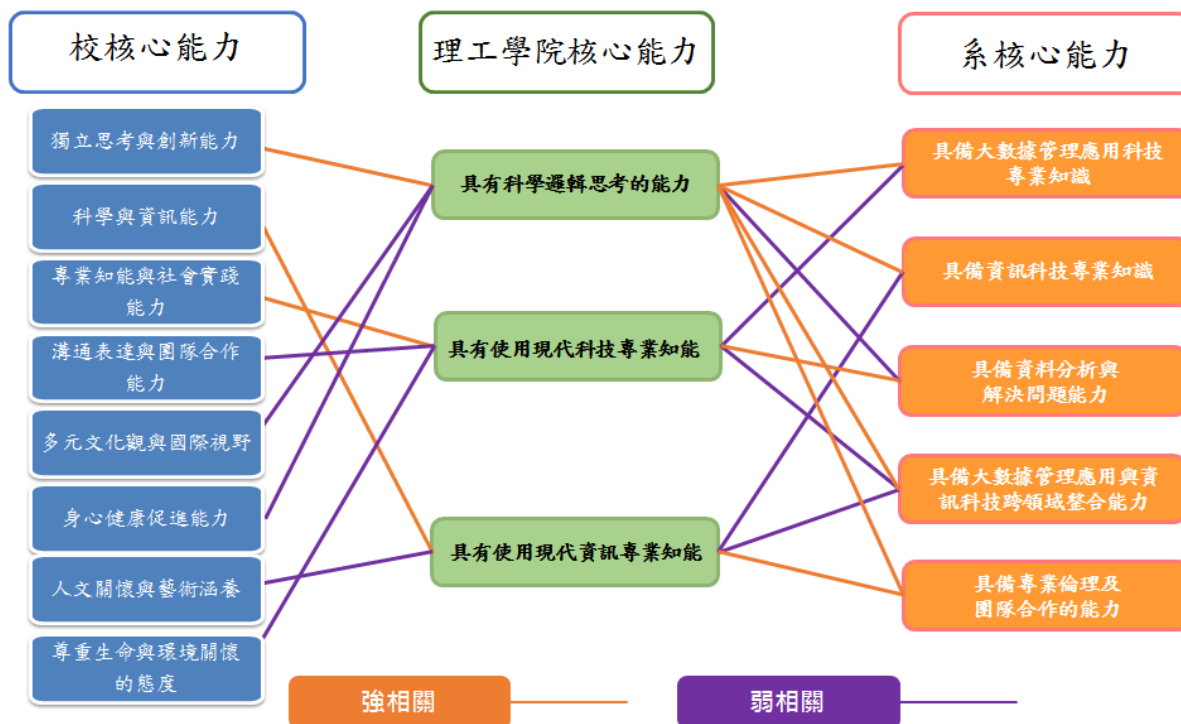 校核心能力
理工學院核心能力
系核心能力
獨立思考與創新能力
科學與資訊能力
專業知能與社會實踐
能力
溝通表達與團隊合作
能力
多元文化觀與國際視野
身心健康促進能力
人文關懷與藝術涵養
尊重生命與環境關懷
的態度
具有科學邏輯思考的能力
具有使用現代科技專業知能
具有使用現代資訊專業知能
具備大數據管理應用科技
專業知識
具備資訊科技專業知識
具備資料分析與
解決問題能力
具備大數據管理應用與資
訊科技跨領域整合能力
具備專業倫理及
團隊合作的能力
強相關
弱相關